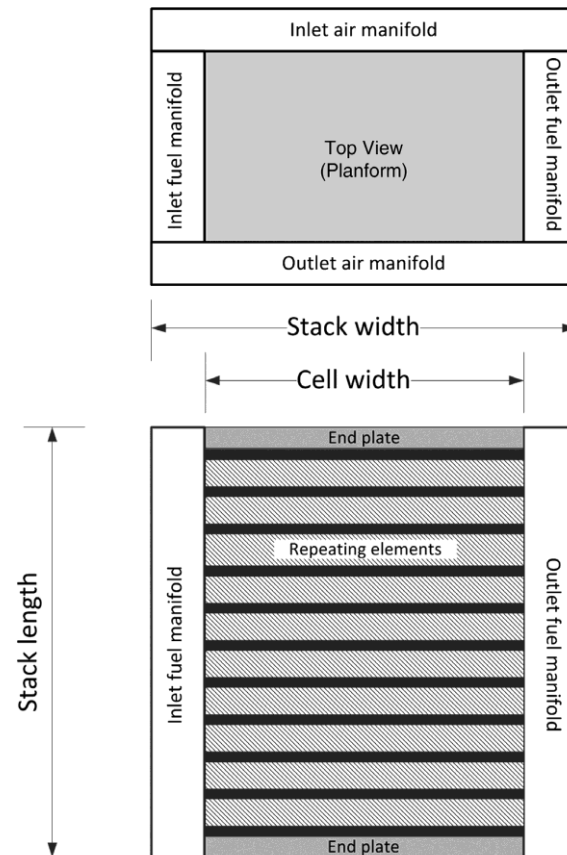 Inlet air manifold
Inlet fuel manifold
Top View
(Planform)
Outlet fuel manifold
Outlet air manifold
Stack width
Cell width
End plate
Stack length
Inlet fuel manifold
Repeating elements
Outlet fuel manifold
End plate